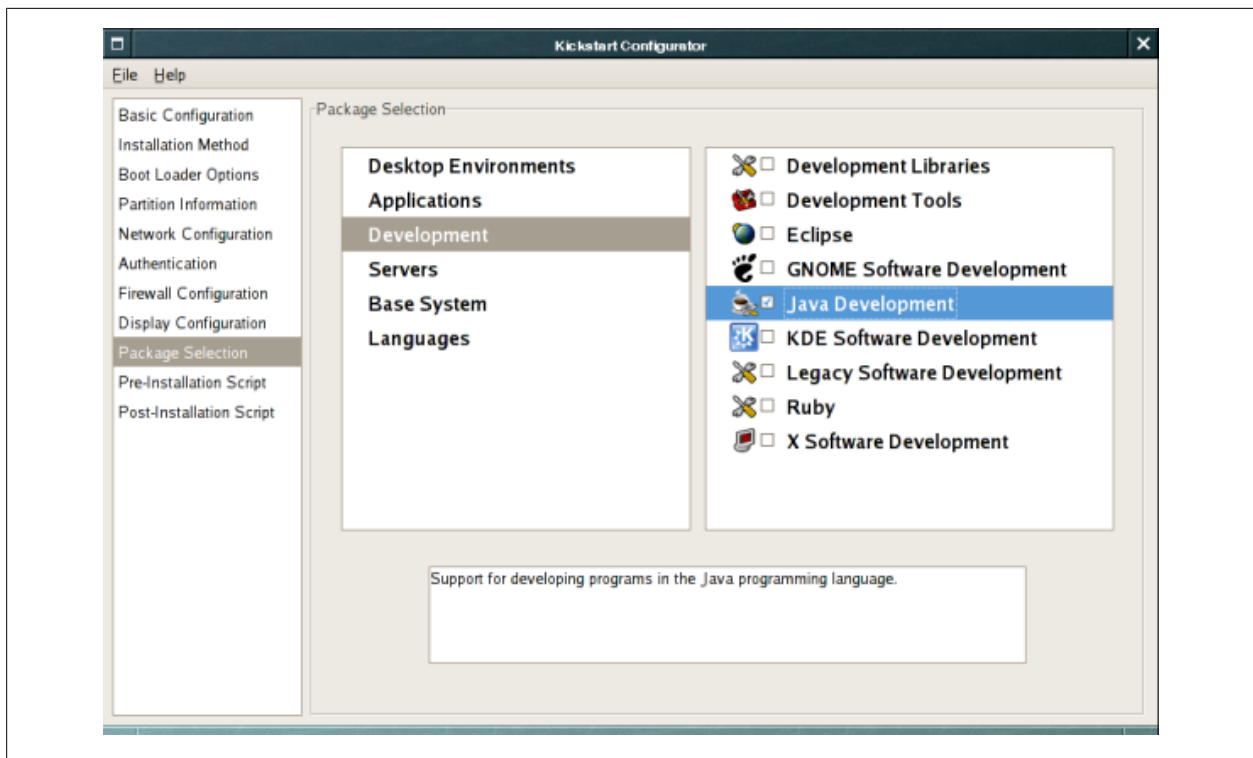 Kickstart Configurator
File Help
Basic Configuration
Installation Method
Boot Loader Options
Partition Information
Network Configuration
Authentication
Firewall Configuration
Display Configuration
Package Selection
Pre-Installation Script
Post-Installation Script
Package Selection
Desktop Environments
Applications
Development
Servers
Base System
Languages
Development Libraries
Development Tools
Eclipse
GNOME Software Development
Java Development
KDE Software Development
Legacy Software Development
Ruby
X Software Development
Support for developing programs in the Java programming language.